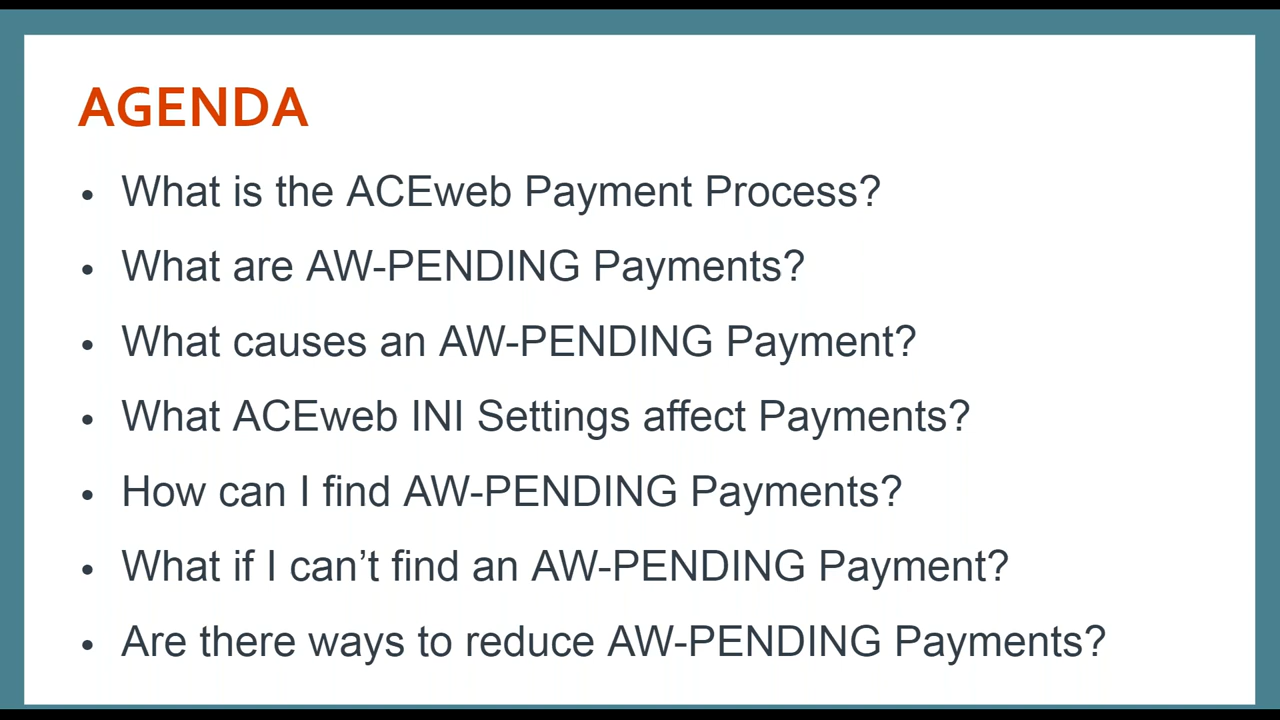 AGENDA
• What is the ACEweb Payment Process?
• What are AW-PENDING Payments?
• What causes an AW-PENDING Payment?
• What ACEweb INI Settings affect Payments?
• How can I find AW-PENDING Payments?
• What if I can’t find an AW-PENDING Payment?
• Are there ways to reduce AW-PENDING Payments?